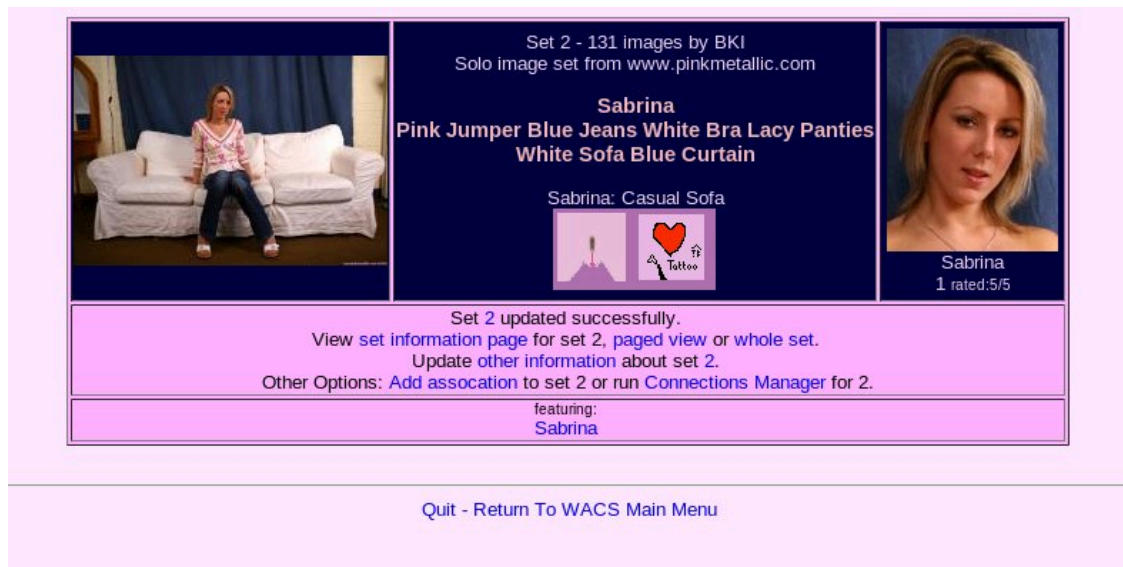 Set 2 - 131 images by BKI
Solo image set from www.pinkmetallic.com
Sabrina
Pink Jumper Blue Jeans White Bra Lacy Panties
White Sofa Blue Curtain
Sabrina: Casual Sofa
Tattoo
Sabrina
1 rated:5/5
Set 2 updated successfully.
View set information page for set 2, paged view or whole set.
Update other information about set 2.
Other Options: Add assocation to set 2 or run Connections Manager for 2.
featuring:
Sabrina
Quit - Return To WACS Main Menu